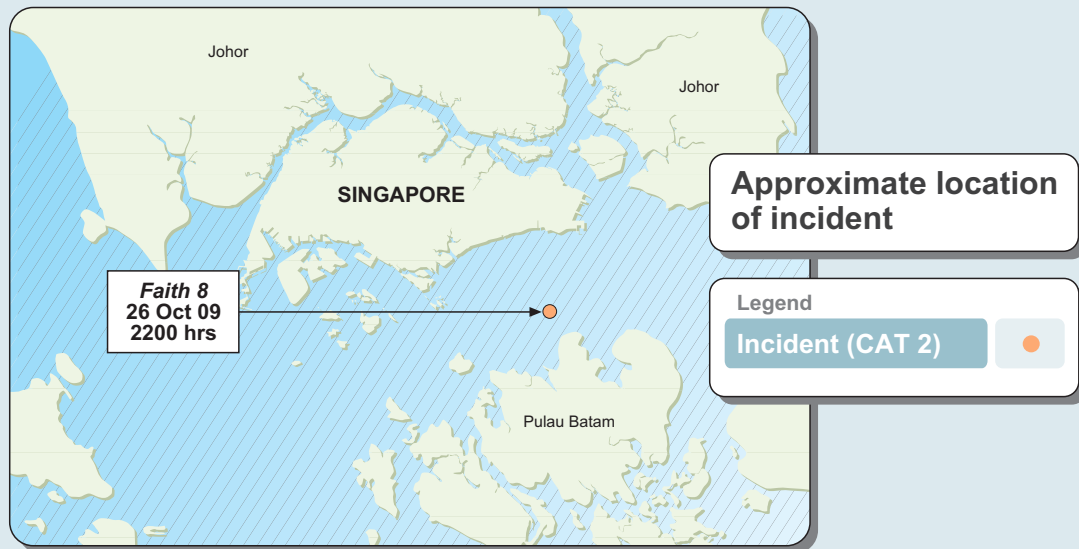 Johor
Johor
SINGAPORE
Approximate location
of incident
Faith 8
26 Oct 09
2200 hrs
Legend
Incident (CAT 2)
Pulau Batam